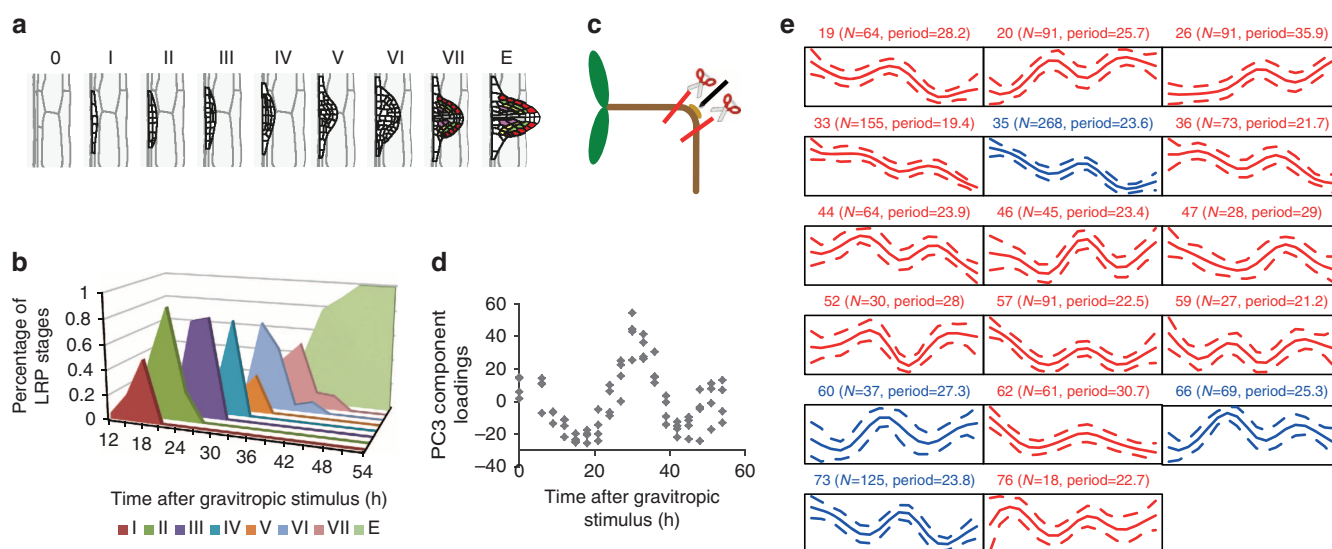 a
0 I II III IV V VI VII E
b
Percentage of
LRP stages
1
0.8
0.6
0.4
0.2
0
12 18 24 30 36 42 48 54
Time after gravitropic stimulus (h)
I II III IV V VI VII E
c
d
PC3 component
loadings
60
40
20
0
–20
–40
0 20 40 60
Time after gravitropic
stimulus (h)
e
19 (N=64, period=28.2) 20 (N=91, period=25.7) 26 (N=91, period=35.9)
33 (N=155, period=19.4) 35 (N=268, period=23.6) 36 (N=73, period=21.7)
44 (N=64, period=23.9) 46 (N=45, period=23.4) 47 (N=28, period=29)
52 (N=30, period=28) 57 (N=91, period=22.5) 59 (N=27, period=21.2)
60 (N=37, period=27.3) 62 (N=61, period=30.7) 66 (N=69, period=25.3)
73 (N=125, period=23.8) 76 (N=18, period=22.7)